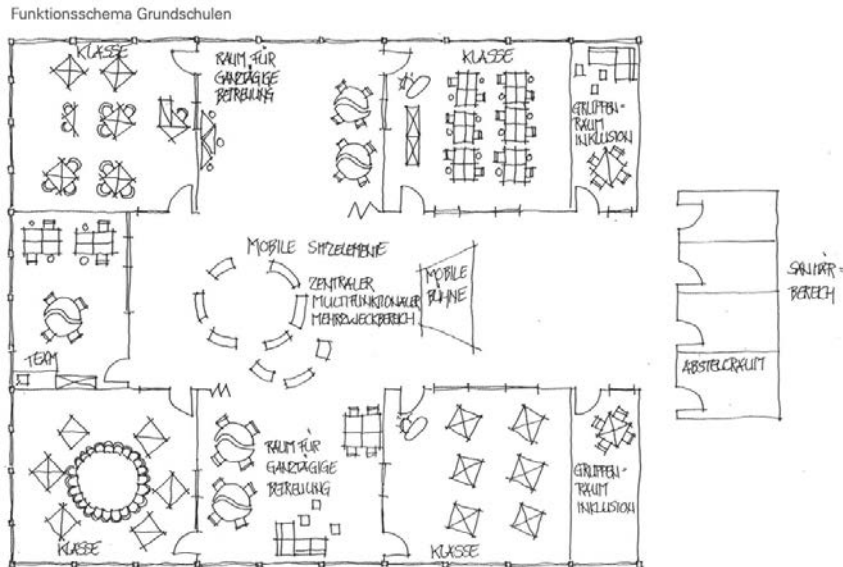 Funktionsschema Grundschulen
KLASSE
RAUM FÜR
GANZTÄGIGE
BETREUUNG
KLASSE
GRUPPEN-
RAUM
INKLUSION
MOBILE SITZELEMENTE
ZENTRALER
MULTIFUNKTIONALER
MEHRZWECKBEREICH
MOBILE
BÜHNE
SANITÄR=
BEREICH
TEAM
ABSTELLRAUM
KLASSE
RAUM FÜR
GANZTÄGIGE
BETREUUNG
KLASSE
GRUPPEN-
RAUM
INKLUSION